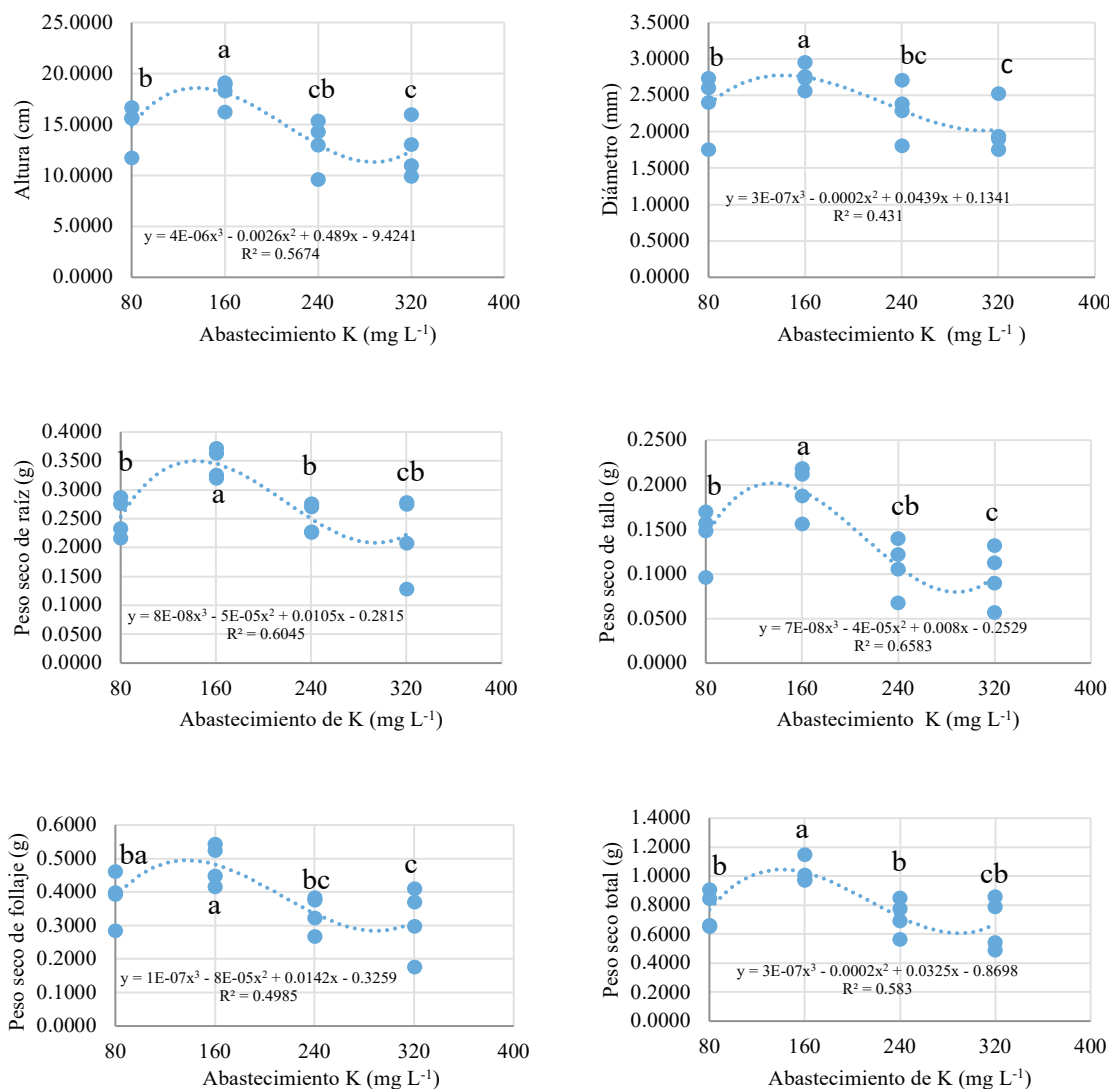 25.0000
20.0000
15.0000
10.0000
5.0000
0.0000
Altura (cm)
b
a
cb
c
y = 4E-06x³ - 0.0026x² + 0.489x - 9.4241
R² = 0.5674
80 160 240 320 400
Abastecimiento K (mg L⁻¹)
3.5000
3.0000
2.5000
2.0000
1.5000
1.0000
0.5000
0.0000
Diámetro (mm)
b
a
bc
c
y = 3E-07x³ - 0.0002x² + 0.0439x + 0.1341
R² = 0.431
80 160 240 320 400
Abastecimiento K (mg L⁻¹ )
0.4000
0.3500
0.3000
0.2500
0.2000
0.1500
0.1000
0.0500
0.0000
Peso seco de raíz (g)
b
a
b
cb
y = 8E-08x³ - 5E-05x² + 0.0105x - 0.2815
R² = 0.6045
80 160 240 320 400
Abastecimiento de K (mg L⁻¹)
0.2500
0.2000
0.1500
0.1000
0.0500
0.0000
Peso seco de tallo (g)
b
a
cb
c
y = 7E-08x³ - 4E-05x² + 0.008x - 0.2529
R² = 0.6583
80 160 240 320 400
Abastecimiento K (mg L⁻¹)
0.6000
0.5000
0.4000
0.3000
0.2000
0.1000
0.0000
Peso seco de follaje (g)
ba
a
bc
c
y = 1E-07x³ - 8E-05x² + 0.0142x - 0.3259
R² = 0.4985
80 160 240 320 400
Abastecimiento K (mg L⁻¹)
1.4000
1.2000
1.0000
0.8000
0.6000
0.4000
0.2000
0.0000
Peso seco total (g)
b
a
b
cb
y = 3E-07x³ - 0.0002x² + 0.0325x - 0.8698
R² = 0.583
80 160 240 320 400
Abastecimiento de K (mg L⁻¹)